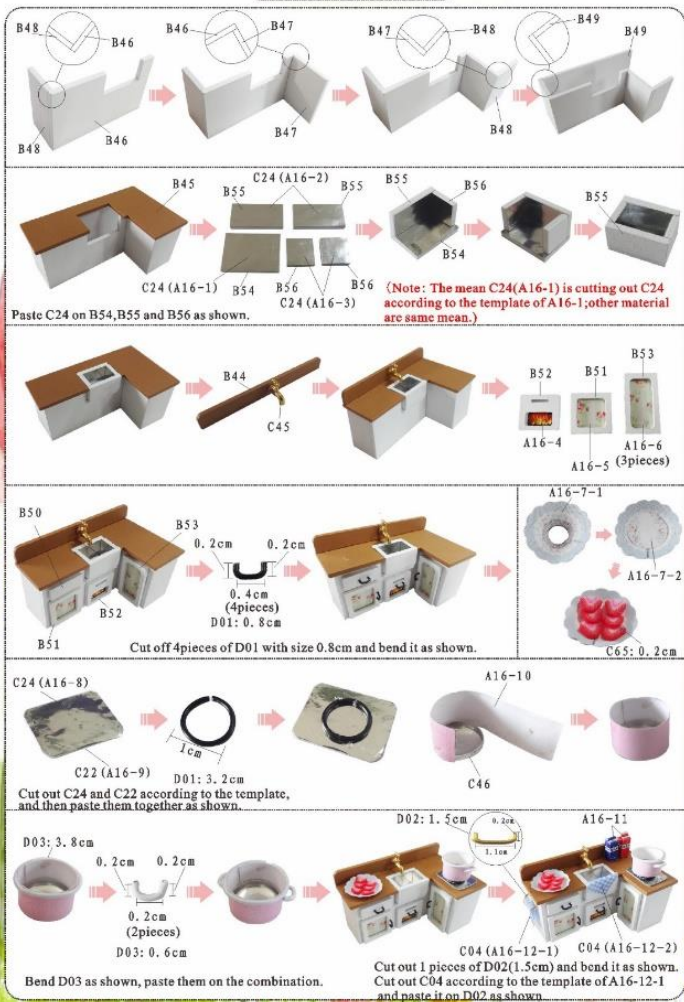 B48
B46
B46
B47
B47
B48
B49
B49
B48
B46
B47
B48
B45
C24(A16-2)
B55
B55
B55
B56
B55
C24(A16-1)
B54
B56
C24(A16-3)
B56
B54
Paste C24 on B54,B55 and B56 as shown.
(Note: The mean C24(A16-1) is cutting out C24
according to the template of A16-1;other material
are same mean.)
B44
C45
B52
B51
B53
A16-4
A16-5
A16-6
(3pieces)
B50
B53
B52
B51
0.2cm
0.2cm
0.4cm
(4pieces)
D01: 0.8cm
Cut off 4pieces of D01 with size 0.8cm and bend it as shown.
A16-7-1
A16-7-2
C65: 0.2cm
C24(A16-8)
C22(A16-9)
1cm
D01: 3.2cm
A16-10
C46
Cut out C24 and C22 according to the template,
and then paste them together as shown.
D03: 3.8cm
0.2cm
0.2cm
0.2cm
(2pieces)
D03: 0.6cm
D02: 1.5cm
0.2cm
1.1cm
A16-11
C04(A16-12-1)
C04(A16-12-2)
Bend D03 as shown, paste them on the combination.
Cut out 1 pieces of D02(1.5cm) and bend it as shown.
Cut out C04 according to the template of A16-12-1
and paste it on D02 as shown